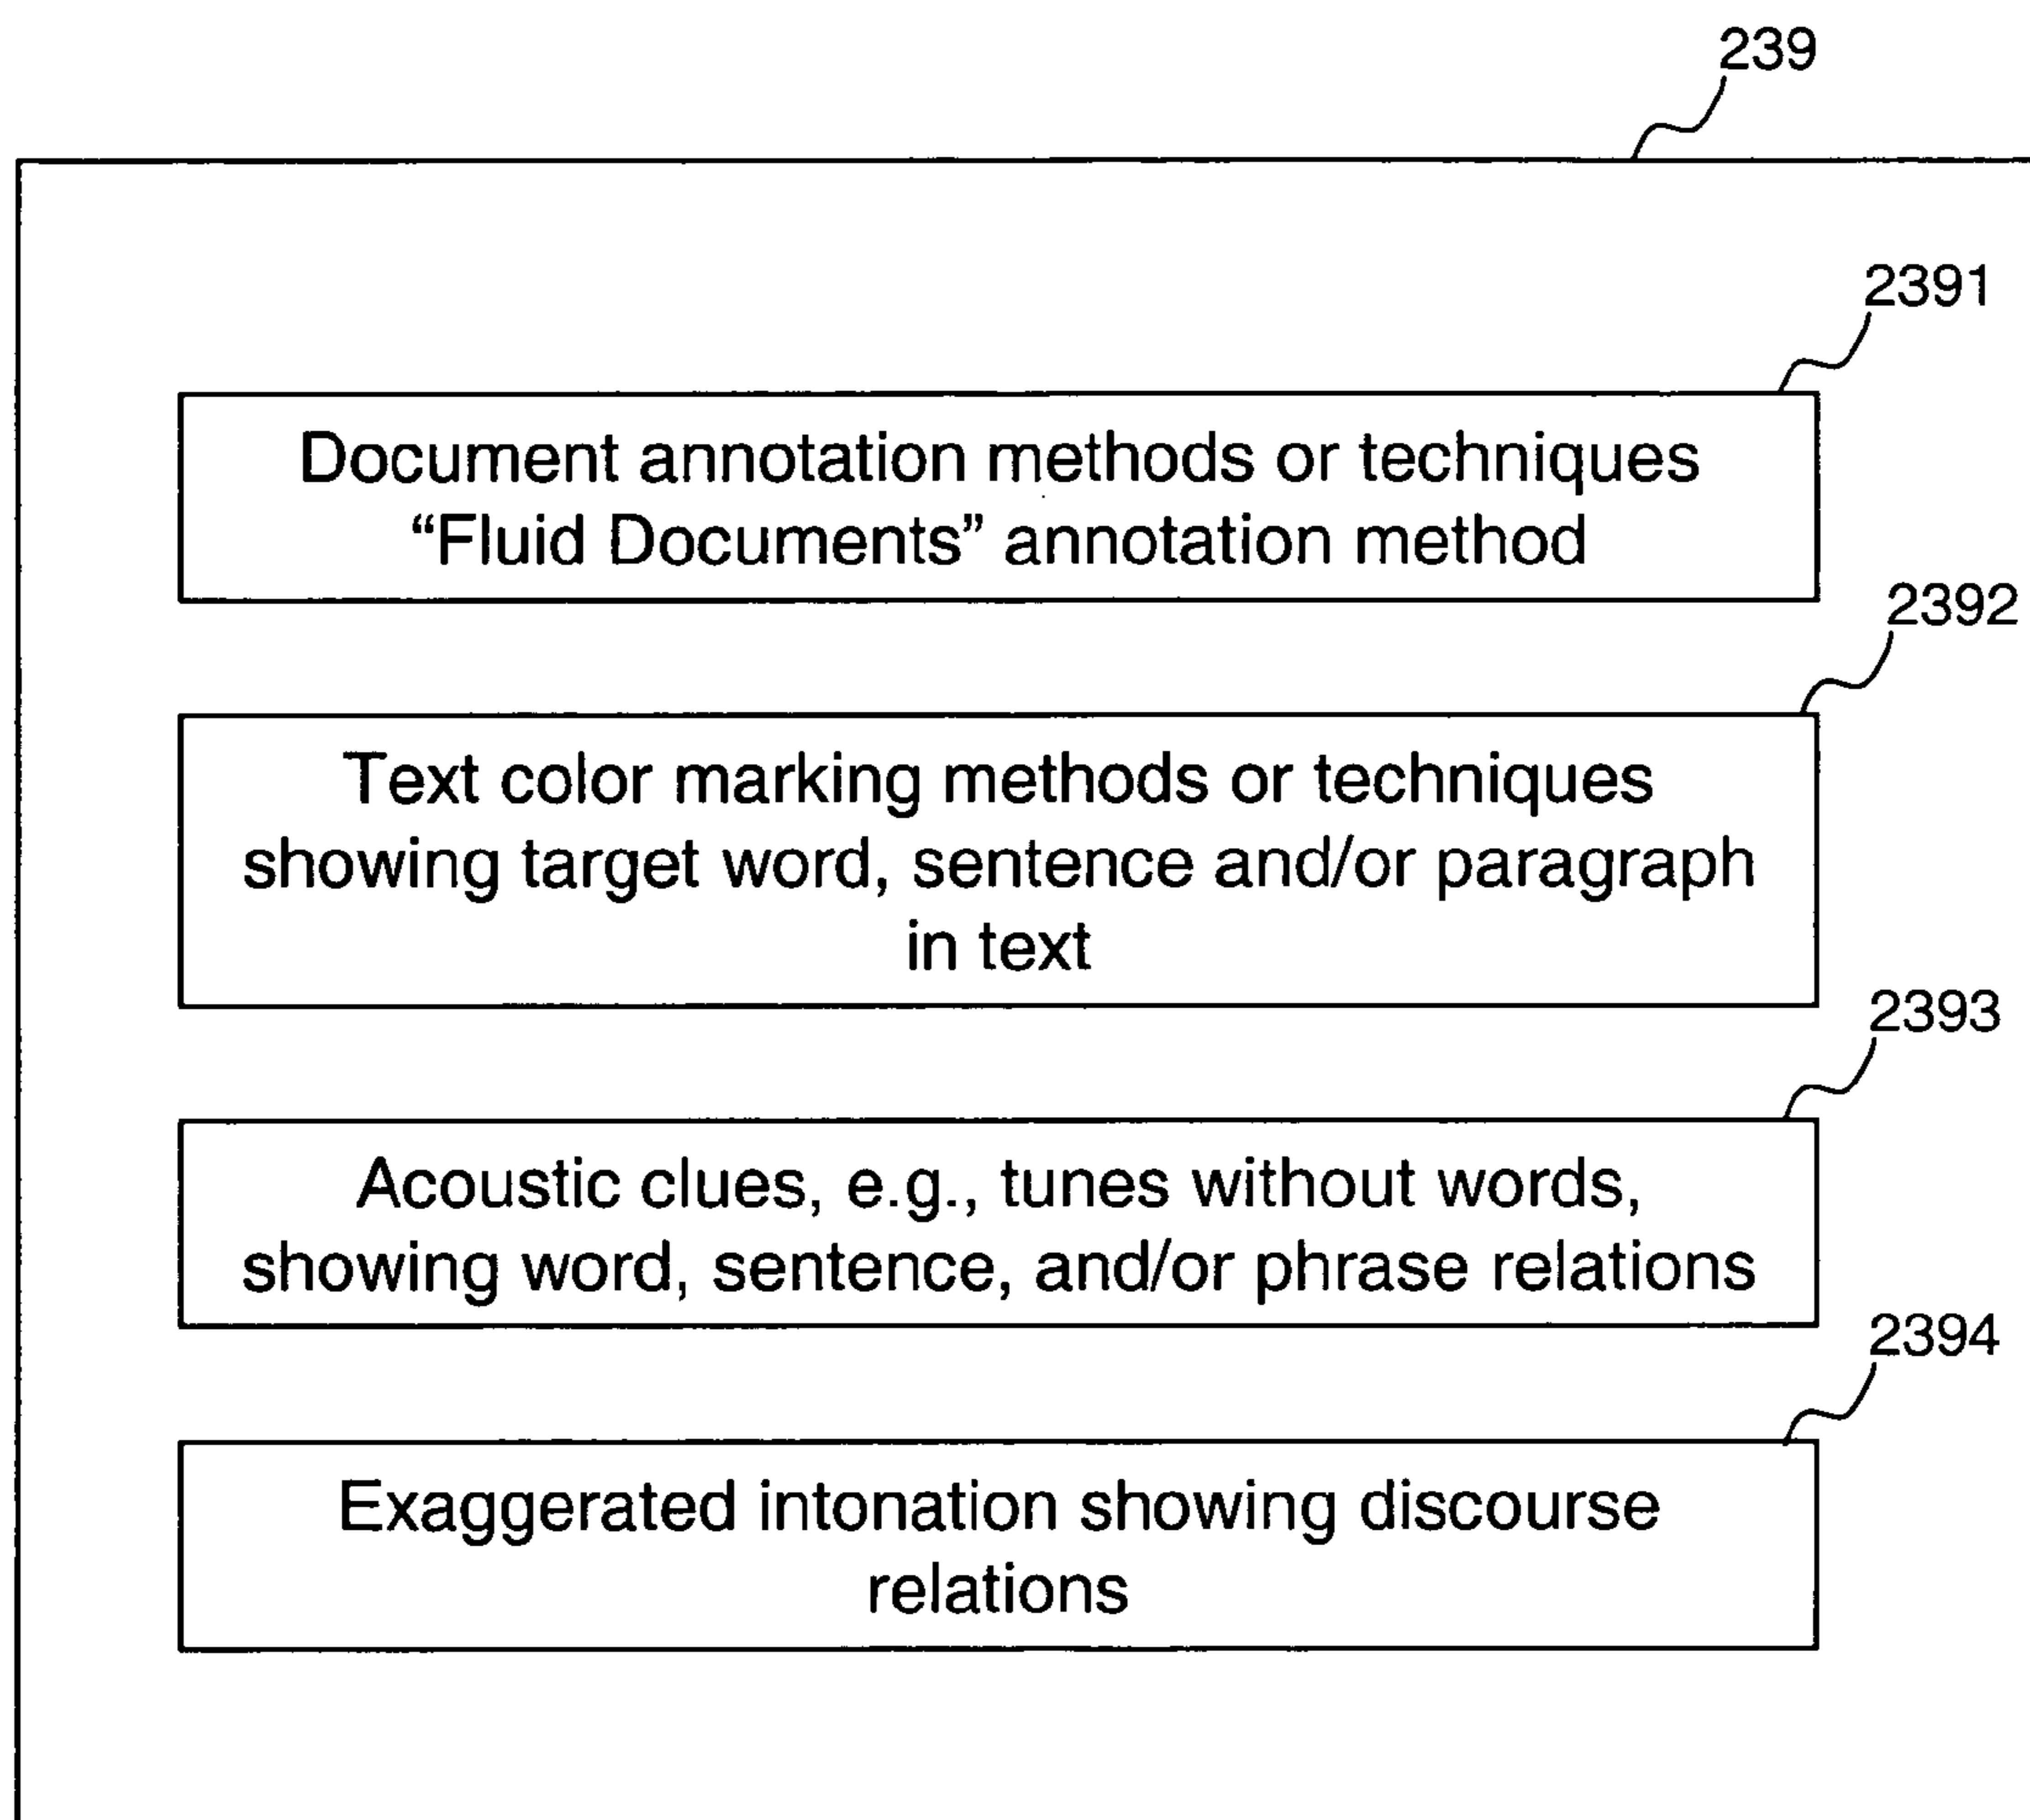 239
2391
Document annotation methods or techniques
“Fluid Documents” annotation method
2392
Text color marking methods or techniques
showing target word, sentence and/or paragraph
in text
2393
Acoustic clues, e.g., tunes without words,
showing word, sentence, and/or phrase relations
2394
Exaggerated intonation showing discourse
relations